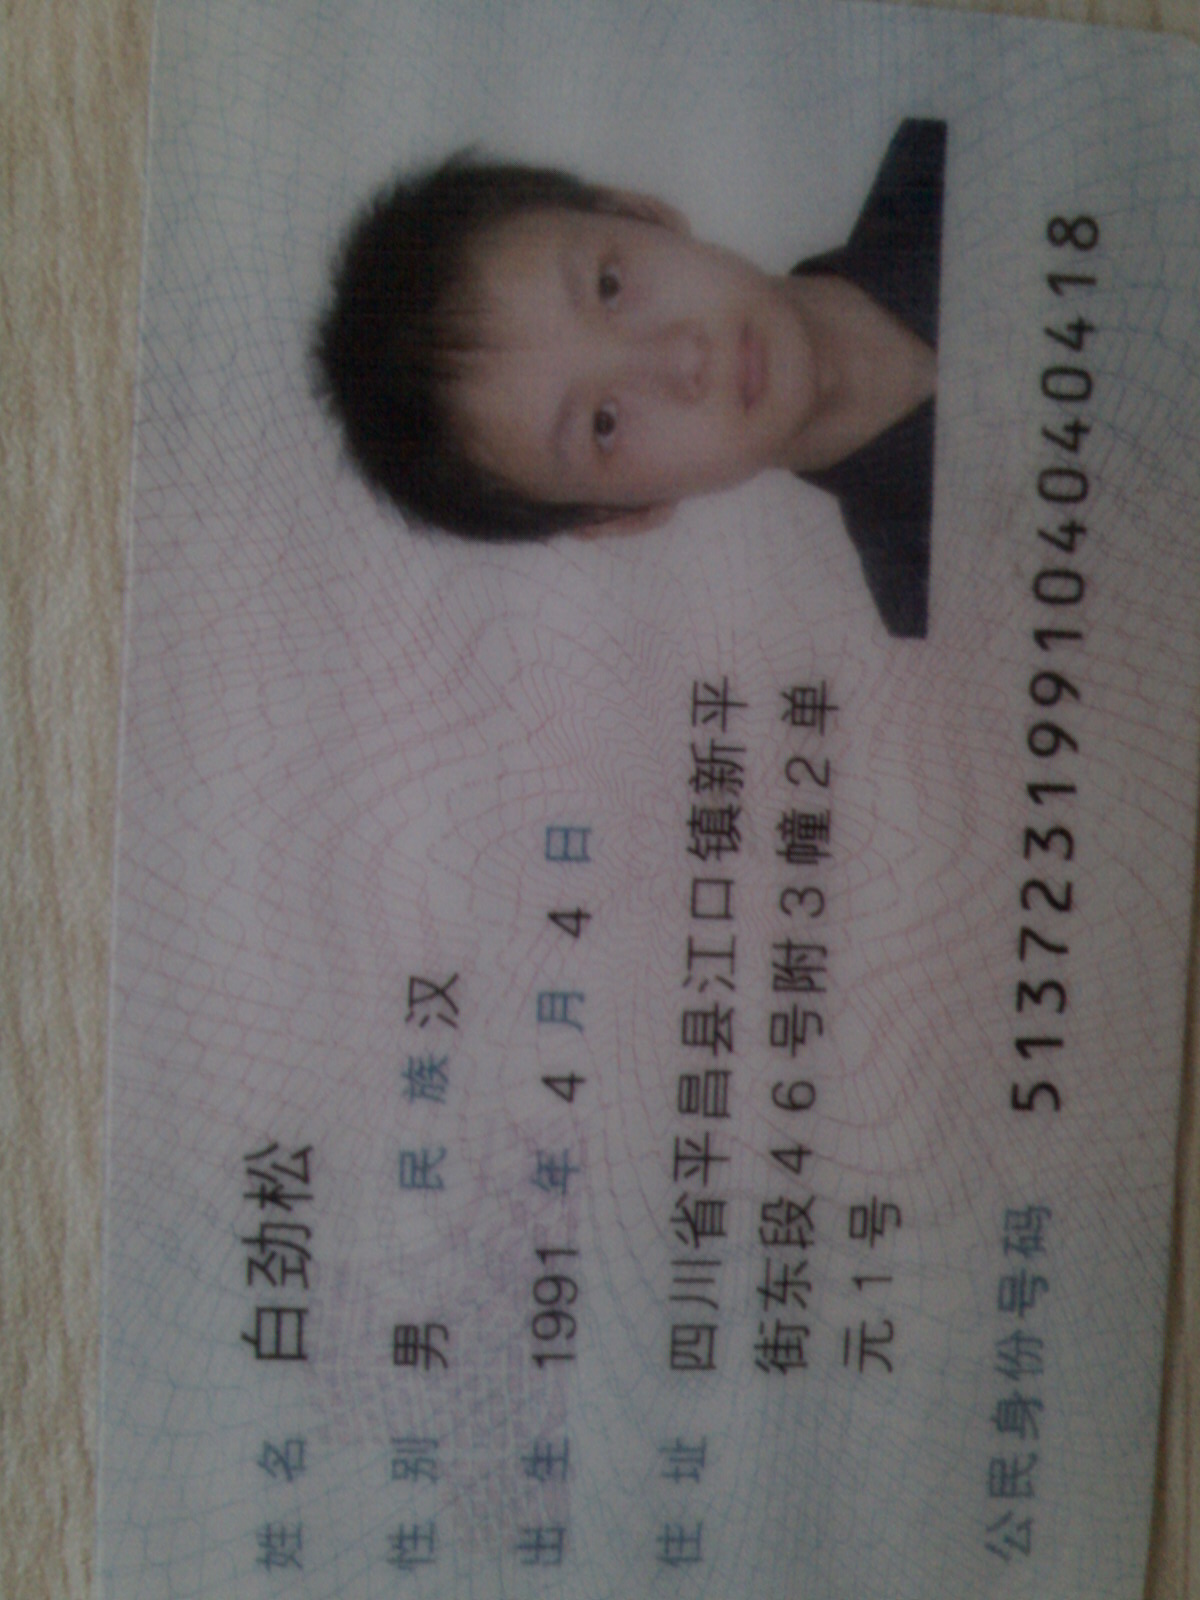 姓名 白劲松
性别 男 民族 汉
出生 1991 年 4 月 4 日
住址 四川省平昌县江口镇新平
街东段46号附3幢2单
元1号
公民身份号码 513723199104040418